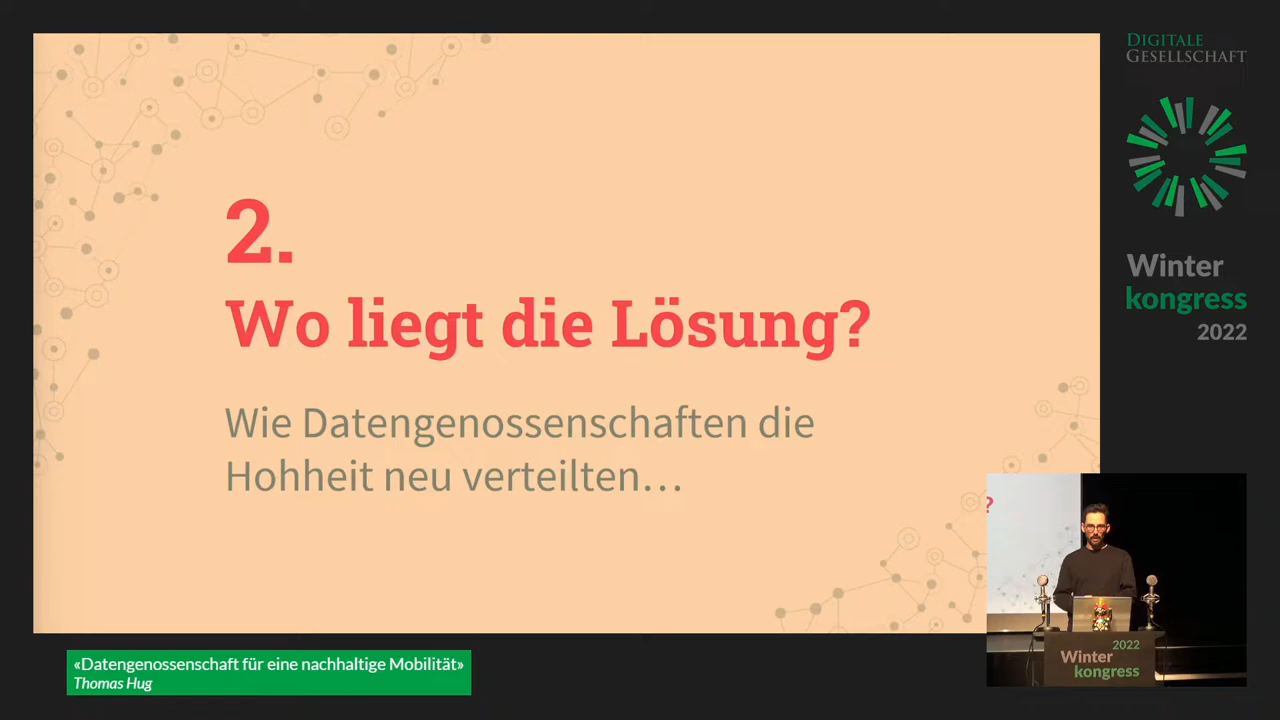 2.
Wo liegt die Lösung?
Wie Datengenossenschaften die
Hohheit neu verteilten…
DIGITALE
GESELLSCHAFT
Winter
kongress
2022
?
2022
Winter
kongress
«Datengenossenschaft für eine nachhaltige Mobilität»
Thomas Hug